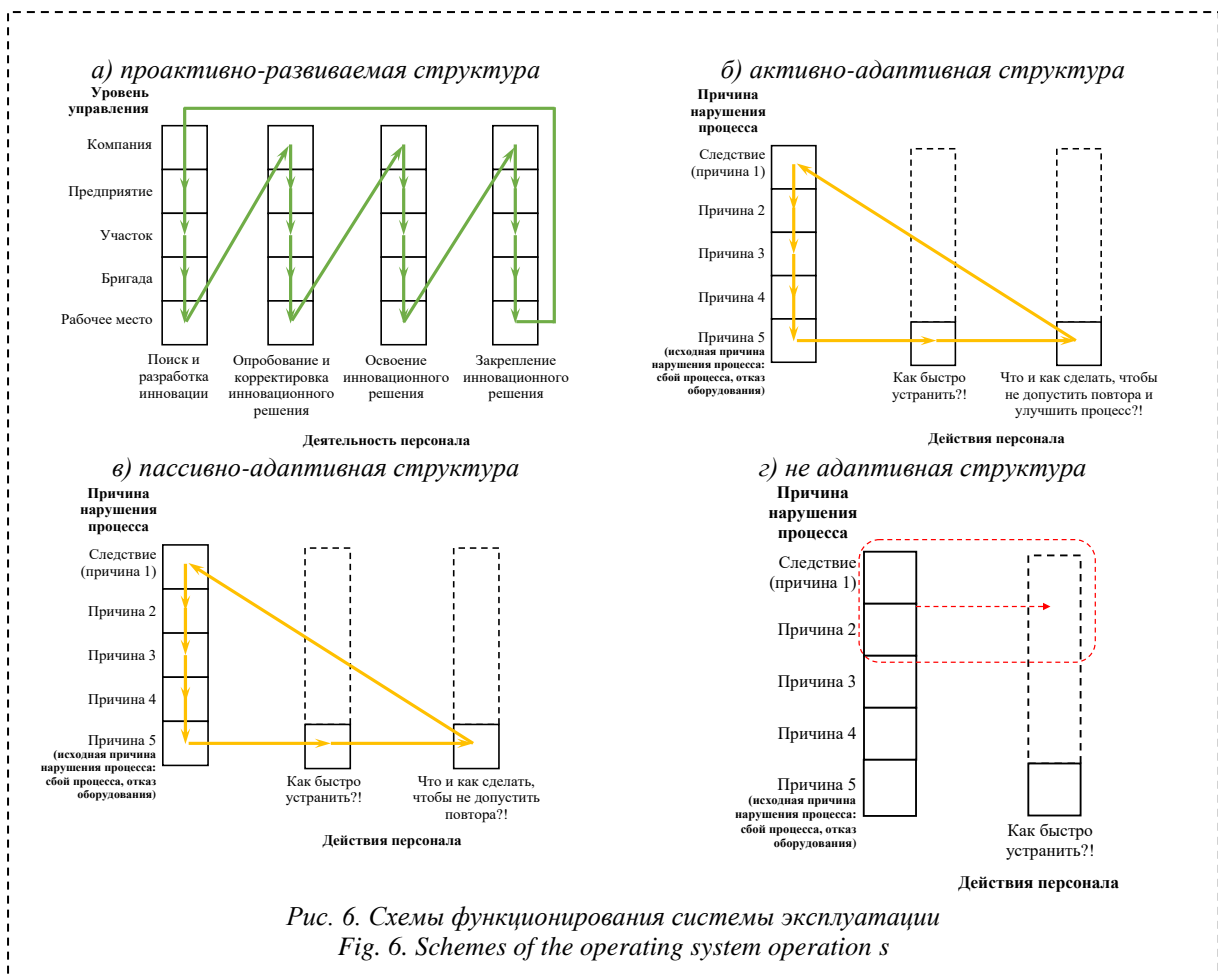 а) проактивно-развиваемая структура
Уровень
управления
Компания
Предприятие
Участок
Бригада
Рабочее место
Поиск и
разработка
инновации
Опробование и
корректировка
инновационного
решения
Освоение
инновационного
решения
Закрепление
инновационного
решения
Деятельность персонала
б) активно-адаптивная структура
Причина
нарушения
процесса
Следствие
(причина 1)
Причина 2
Причина 3
Причина 4
Причина 5
(исходная причина
нарушения процесса:
сбой процесса, отказ
оборудования)
Как быстро
устранить?!
Что и как сделать, чтобы
не допустить повтора и
улучшить процесс?!
Действия персонала
в) пассивно-адаптивная структура
Причина
нарушения
процесса
Следствие
(причина 1)
Причина 2
Причина 3
Причина 4
Причина 5
(исходная причина
нарушения процесса:
сбой процесса, отказ
оборудования)
Как быстро
устранить?!
Что и как сделать,
чтобы не допустить
повтора?!
Действия персонала
г) не адаптивная структура
Причина
нарушения
процесса
Следствие
(причина 1)
Причина 2
Причина 3
Причина 4
Причина 5
(исходная причина
нарушения процесса:
сбой процесса, отказ
оборудования)
Как быстро
устранить?!
Действия персонала
Рис. 6. Схемы функционирования системы эксплуатации
Fig. 6. Schemes of the operating system operation s